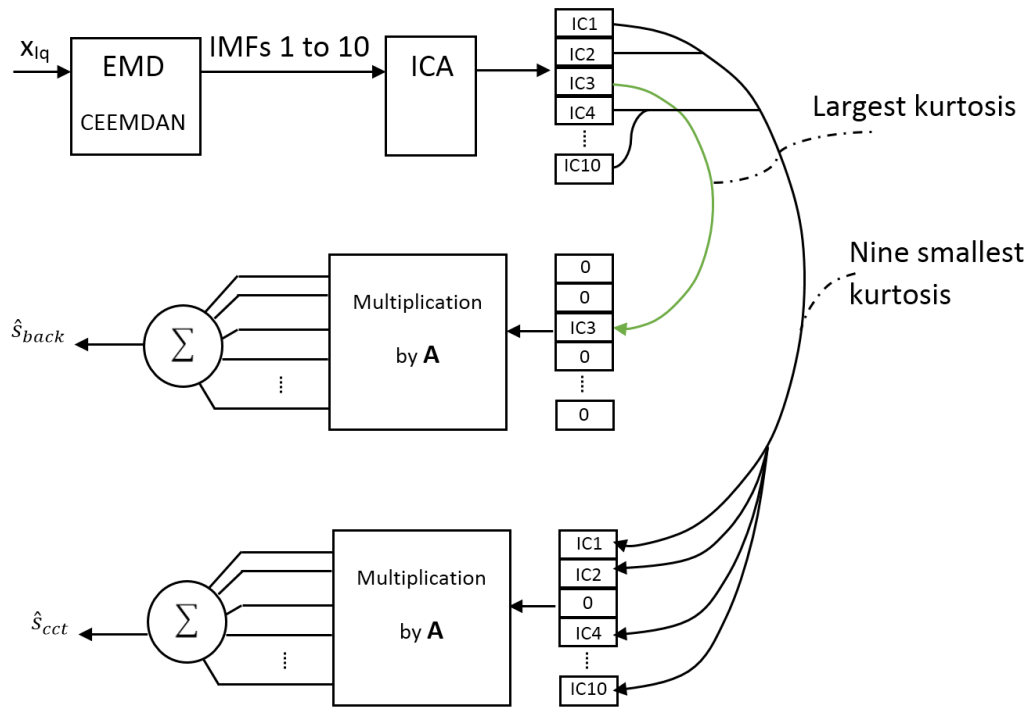 x_lq
EMD
CEEMDAN
IMFs 1 to 10
ICA
IC1
IC2
IC3
IC4
IC10
Largest kurtosis
Nine smallest
kurtosis
0
0
IC3
0
0
Multiplication
by A
∑
ŝ_back
IC1
IC2
0
IC4
IC10
Multiplication
by A
∑
ŝ_cct